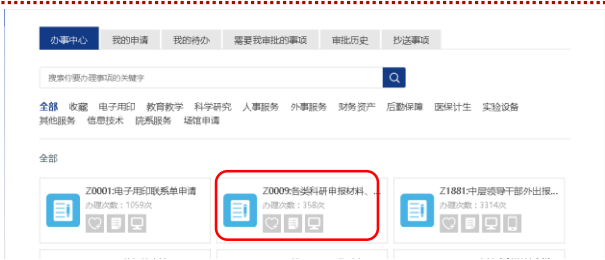 办事中心 我的申请 我的待办 需要我审批的事项 审批历史 抄送事项
搜索你要办理事项的关键字
全部 收藏 电子用印 教育教学 科学研究 人事服务 外事服务 财务资产 后勤保障 医保计生 实验设备
其他服务 信息技术 院系服务 场馆申请
全部
Z0001:电子用印联系单申请 Z0009:各类科研申报材料、... Z1881:中层领导干部外出报...
办理次数：1059次 办理次数：358次 办理次数：3314次